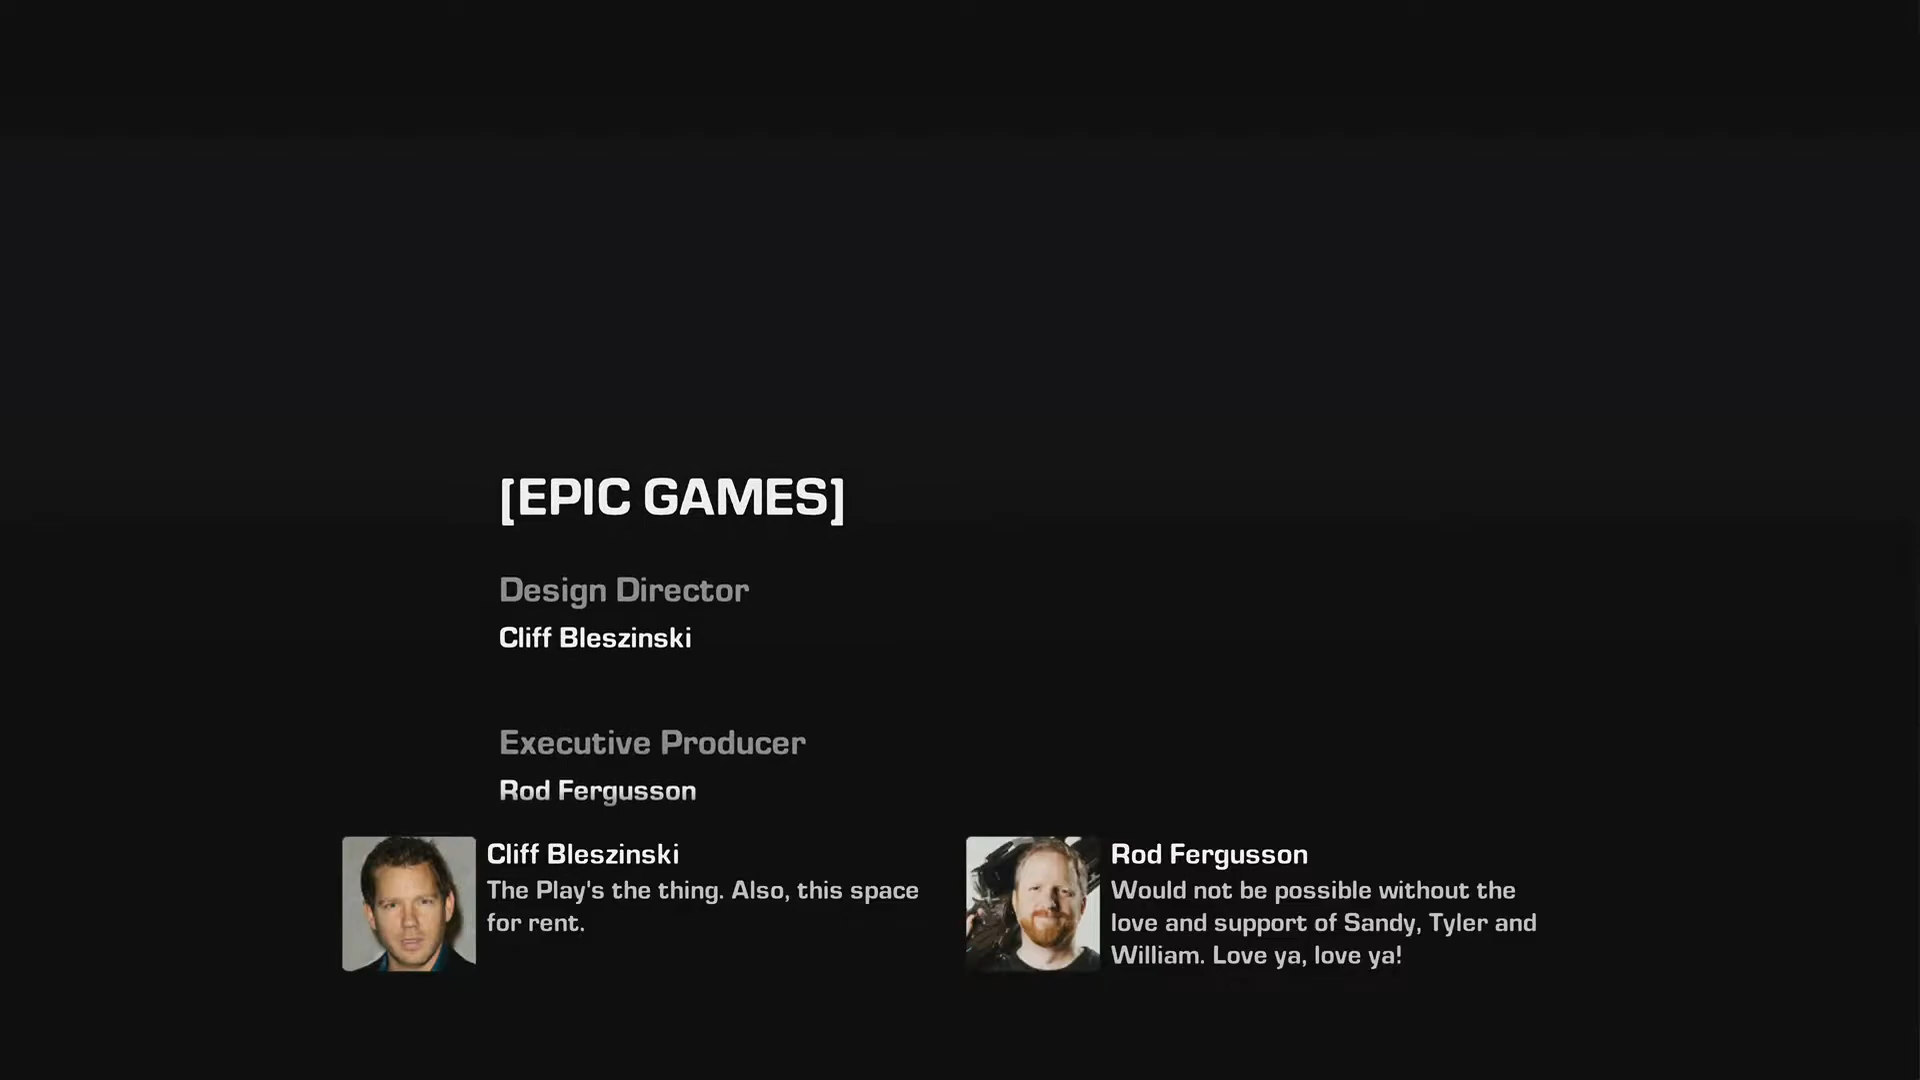 [EPIC GAMES]
Design Director
Cliff Bleszinski
Executive Producer
Rod Fergusson
Cliff Bleszinski
The Play's the thing. Also, this space
for rent.
Rod Fergusson
Would not be possible without the
love and support of Sandy, Tyler and
William. Love ya, love ya!